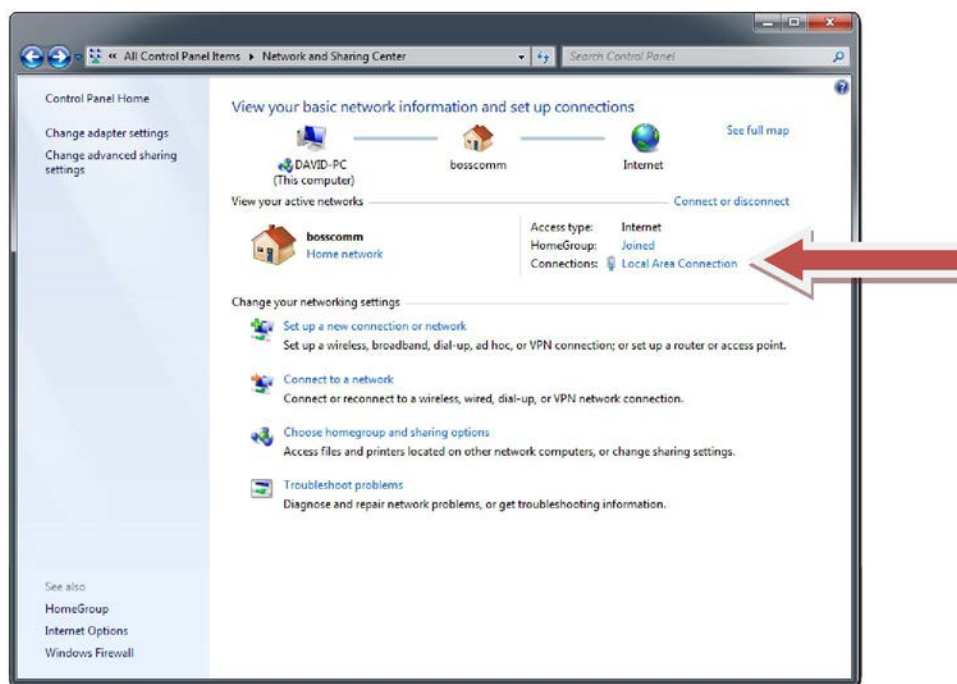 « All Control Panel Items ▸ Network and Sharing Center
Search Control Panel
Control Panel Home
Change adapter settings
Change advanced sharing
settings
View your basic network information and set up connections
See full map
DAVID-PC
(This computer)
bosscomm
Internet
View your active networks
Connect or disconnect
bosscomm
Home network
Access type: Internet
HomeGroup: Joined
Connections: Local Area Connection
Change your networking settings
Set up a new connection or network
Set up a wireless, broadband, dial-up, ad hoc, or VPN connection; or set up a router or access point.
Connect to a network
Connect or reconnect to a wireless, wired, dial-up, or VPN network connection.
Choose homegroup and sharing options
Access files and printers located on other network computers, or change sharing settings.
Troubleshoot problems
Diagnose and repair network problems, or get troubleshooting information.
See also
HomeGroup
Internet Options
Windows Firewall